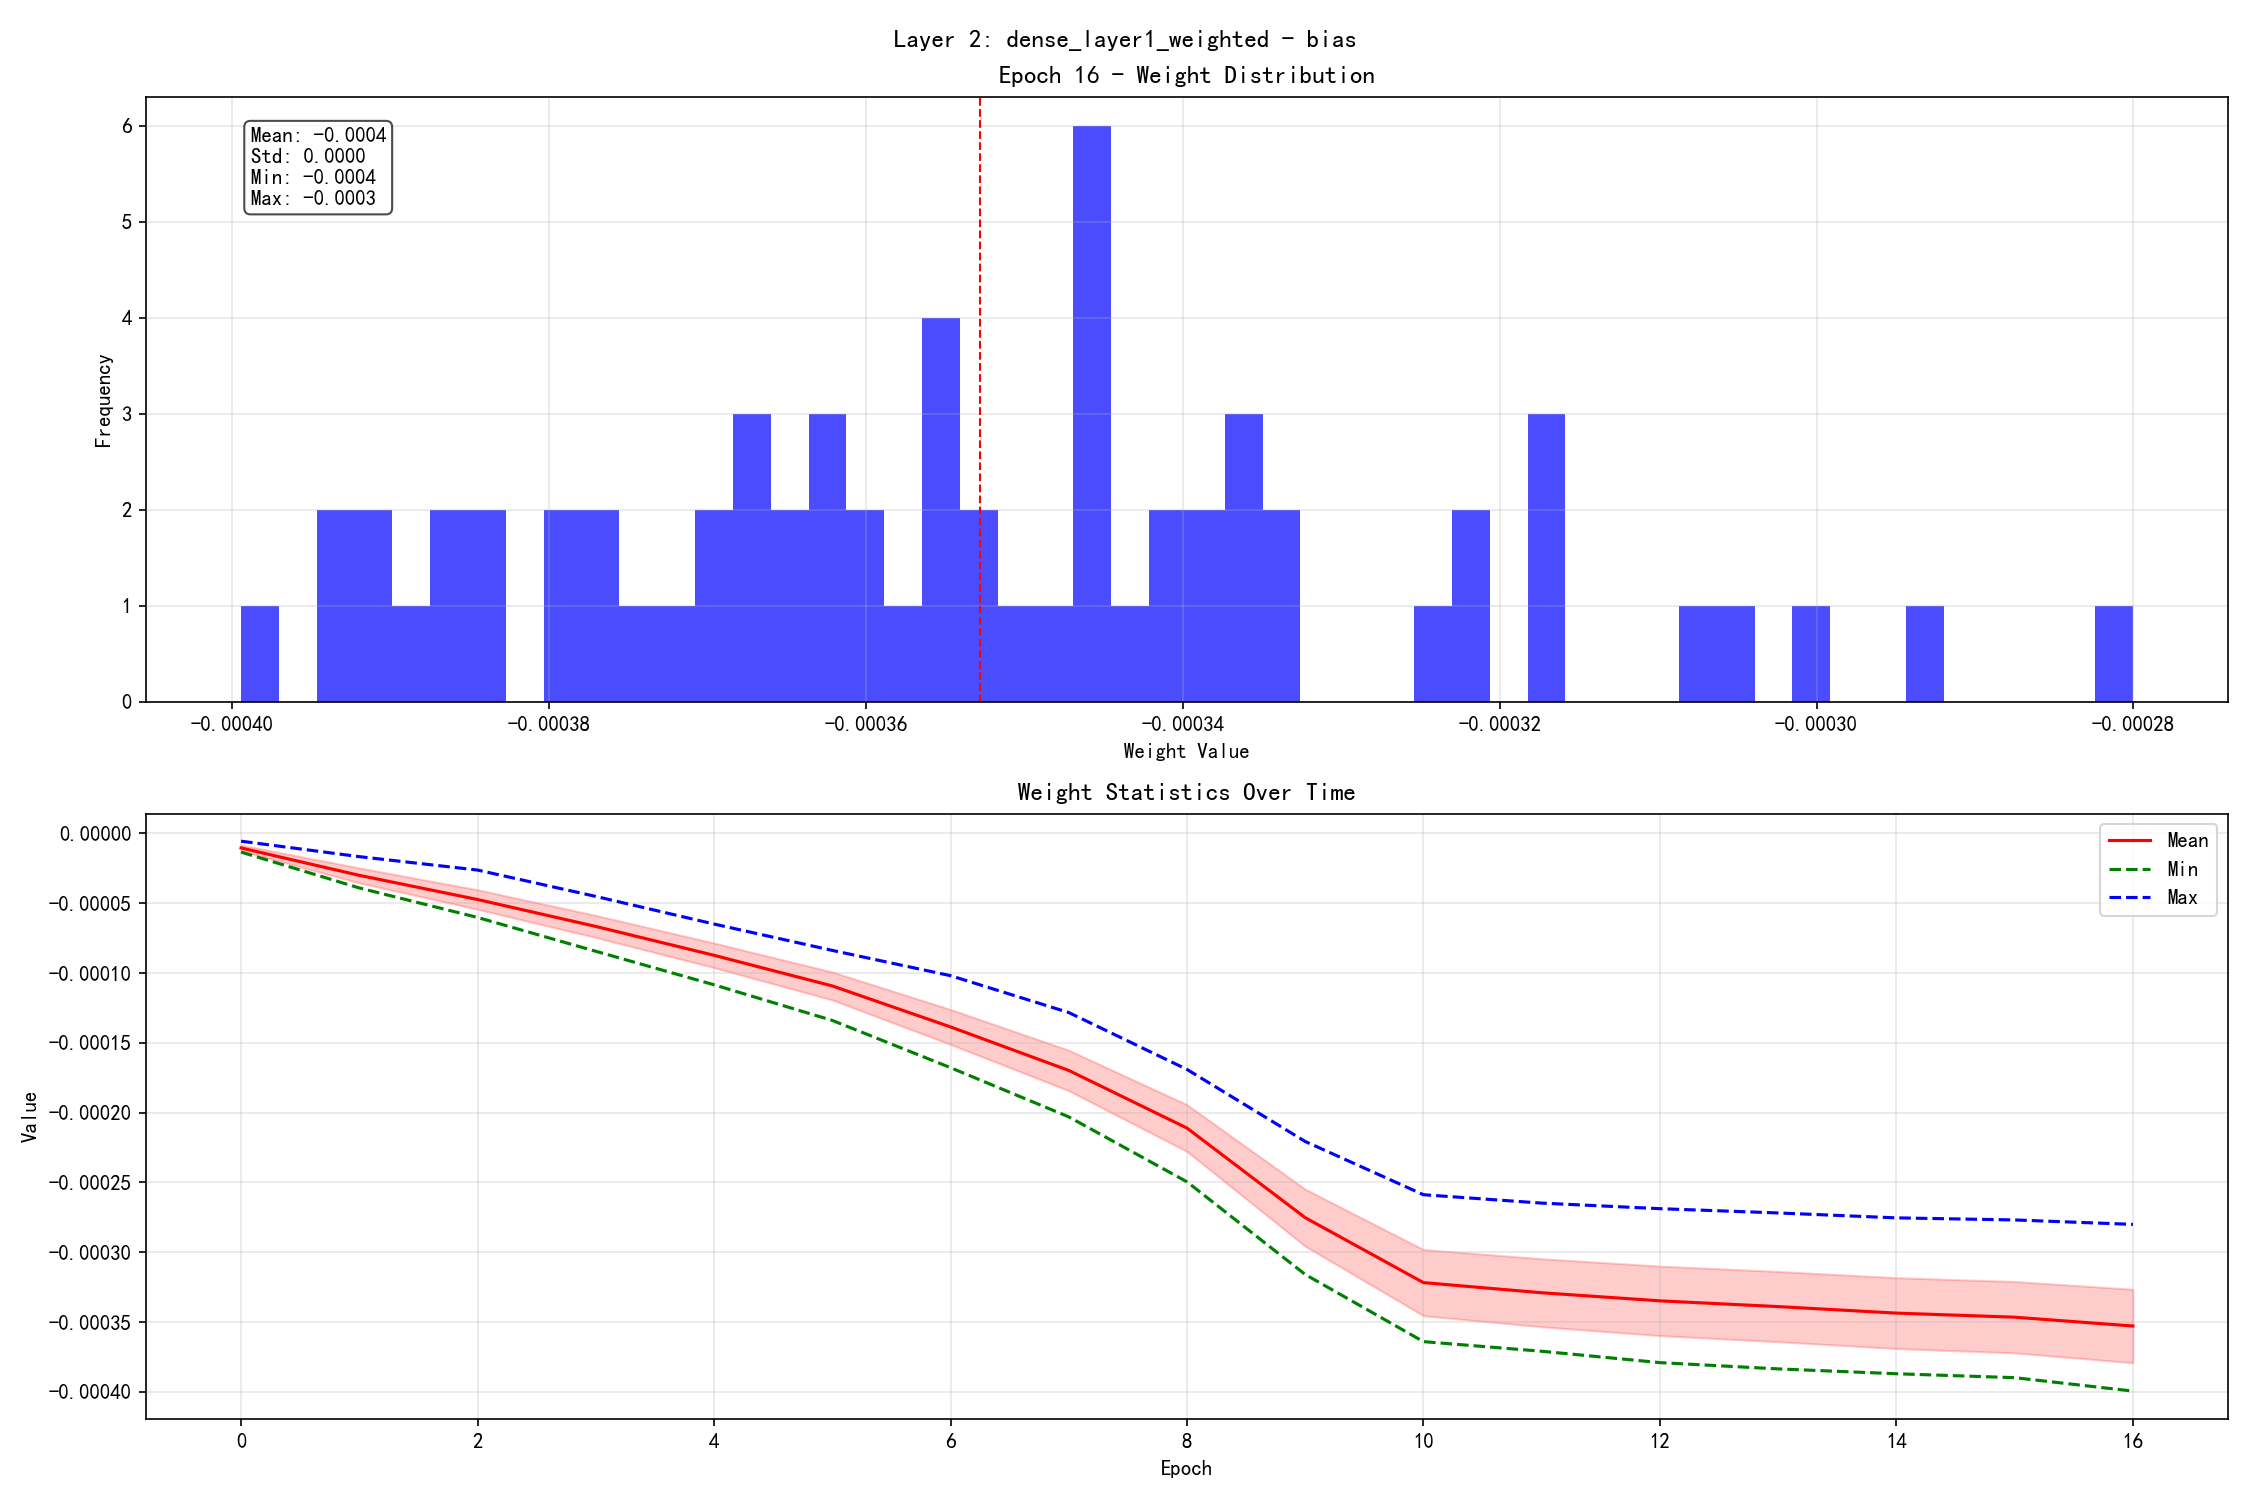 Layer 2: dense_layer1_weighted - bias
Epoch 16 - Weight Distribution
Mean: -0.0004
Std: 0.0000
Min: -0.0004
Max: -0.0003
6
5
4
3
2
1
0
Frequency
-0.00040 -0.00038 -0.00036 -0.00034 -0.00032 -0.00030 -0.00028
Weight Value
Weight Statistics Over Time
Mean
Min
Max
0.00000
-0.00005
-0.00010
-0.00015
-0.00020
-0.00025
-0.00030
-0.00035
-0.00040
Value
0 2 4 6 8 10 12 14 16
Epoch